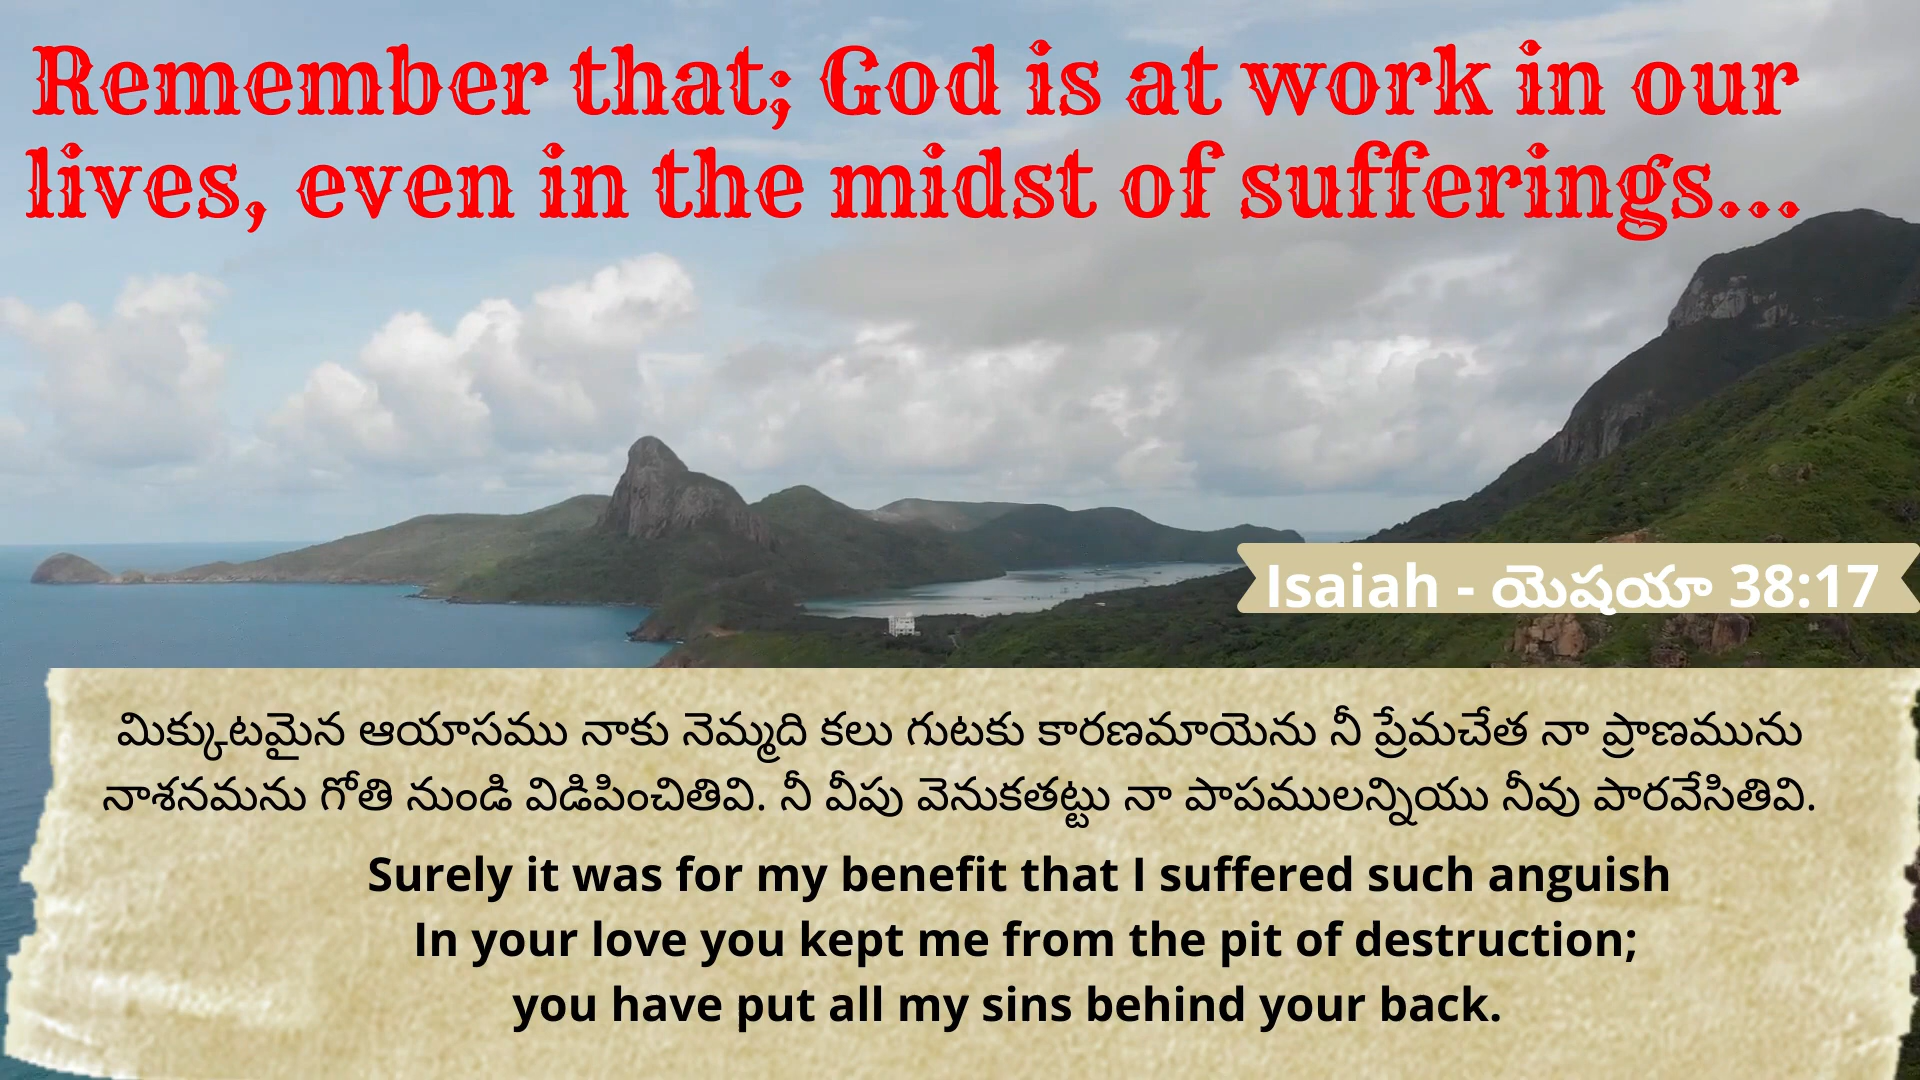 Remember that; God is at work in our
lives, even in the midst of sufferings...
Isaiah - యెషయా 38:17
మిక్కుటమైన ఆయాసము నాకు నెమ్మది కలు గుటకు కారణమాయెను నీ ప్రేమచేత నా ప్రాణమును
నాశనమను గోతి నుండి విడిపించితివి. నీ వీపు వెనుకతట్టు నా పాపములన్నియు నీవు పారవేసితివి.
Surely it was for my benefit that I suffered such anguish
In your love you kept me from the pit of destruction;
you have put all my sins behind your back.